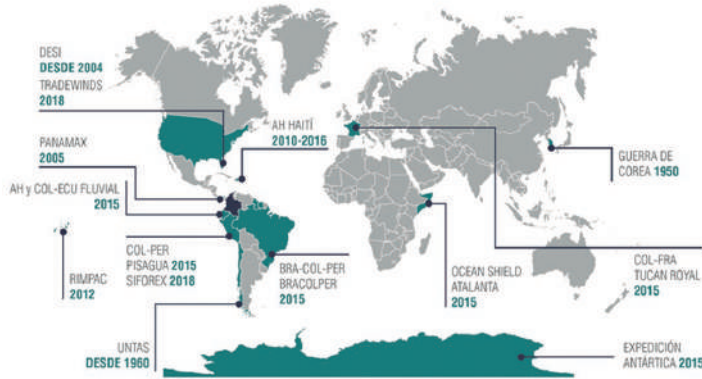 DESI
DESDE 2004
TRADEWINDS
2018
PANAMAX
2005
AH y COL-ECU FLUVIAL
2015
RIMPAC
2012
COL-PER
PISAGUA 2015
SIFOREX 2018
UNTAS
DESDE 1960
AH HAITÍ
2010-2016
BRA-COL-PER
BRACOLPER
2015
OCEAN SHIELD
ATALANTA
2015
GUERRA DE
COREA 1950
COL-FRA
TUCAN ROYAL
2015
EXPEDICIÓN
ANTÁRTICA 2015